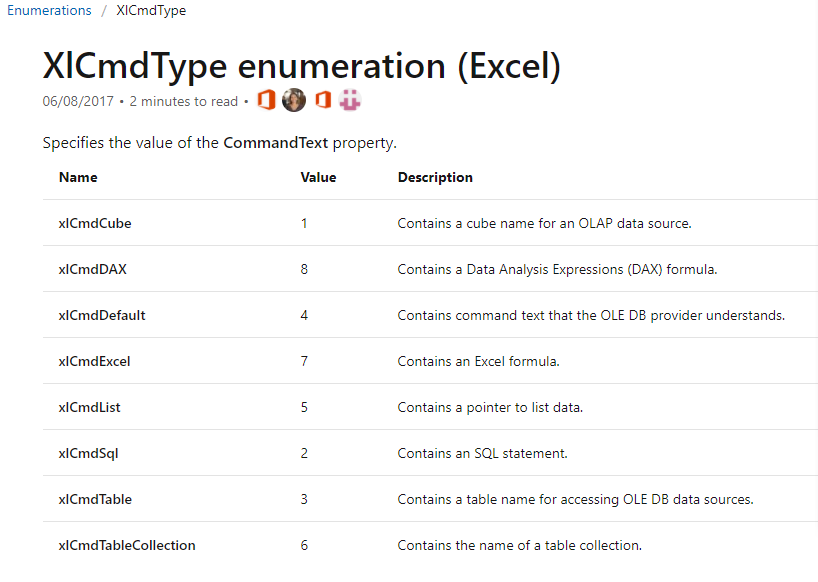 Enumerations / XlCmdType
XlCmdType enumeration (Excel)
06/08/2017 • 2 minutes to read •
Specifies the value of the CommandText property.
Name Value Description
xlCmdCube 1 Contains a cube name for an OLAP data source.
xlCmdDAX 8 Contains a Data Analysis Expressions (DAX) formula.
xlCmdDefault 4 Contains command text that the OLE DB provider understands.
xlCmdExcel 7 Contains an Excel formula.
xlCmdList 5 Contains a pointer to list data.
xlCmdSql 2 Contains an SQL statement.
xlCmdTable 3 Contains a table name for accessing OLE DB data sources.
xlCmdTableCollection 6 Contains the name of a table collection.